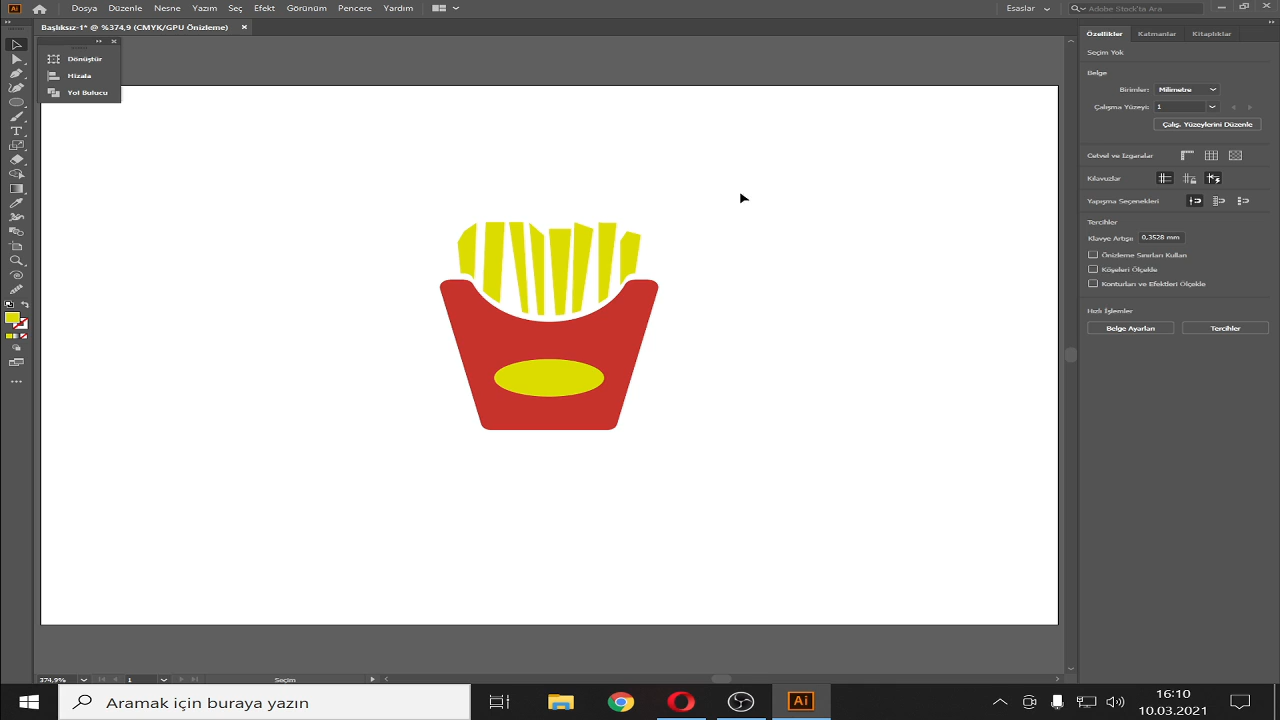 Ai Dosya Düzenle Nesne Yazım Seç Efekt Görünüm Pencere Yardım Esaslar Adobe Stock'ta Ara
Başlıksız-1* @ %374,9 (CMYK/GPU Önizleme)
Dönüştür
Hizala
Yol Bulucu
Özellikler Katmanlar Kitaplıklar
Seçim Yok
Belge
Birimler: Milimetre
Çalışma Yüzeyi: 1
Çalış. Yüzeylerini Düzenle
Cetvel ve Izgaralar
Kılavuzlar
Yapışma Seçenekleri
Tercihler
Klavye Artışı: 0,3528 mm
Önizleme Sınırları Kullan
Köşeleri Ölçekle
Konturları ve Efektleri Ölçekle
Hızlı İşlemler
Belge Ayarları Tercihler
374,9% 1 Seçim
Aramak için buraya yazın
Ai
16:10
10.03.2021